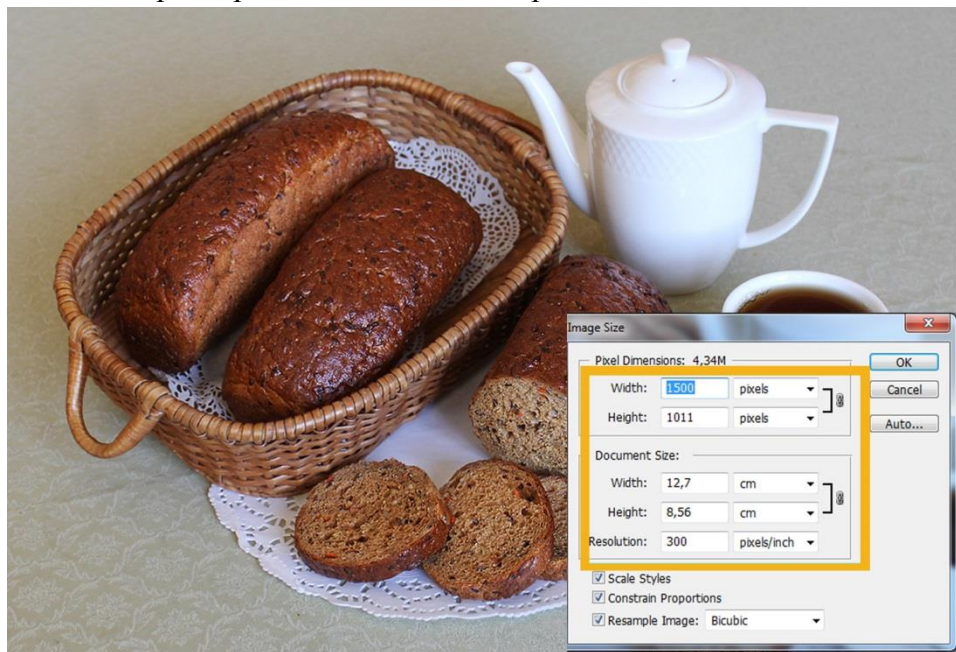 Image Size
Pixel Dimensions: 4,34M
Width: 1500 pixels
Height: 1011 pixels
Document Size:
Width: 12,7 cm
Height: 8,56 cm
Resolution: 300 pixels/inch
Scale Styles
Constrain Proportions
Resample Image: Bicubic
OK
Cancel
Auto...